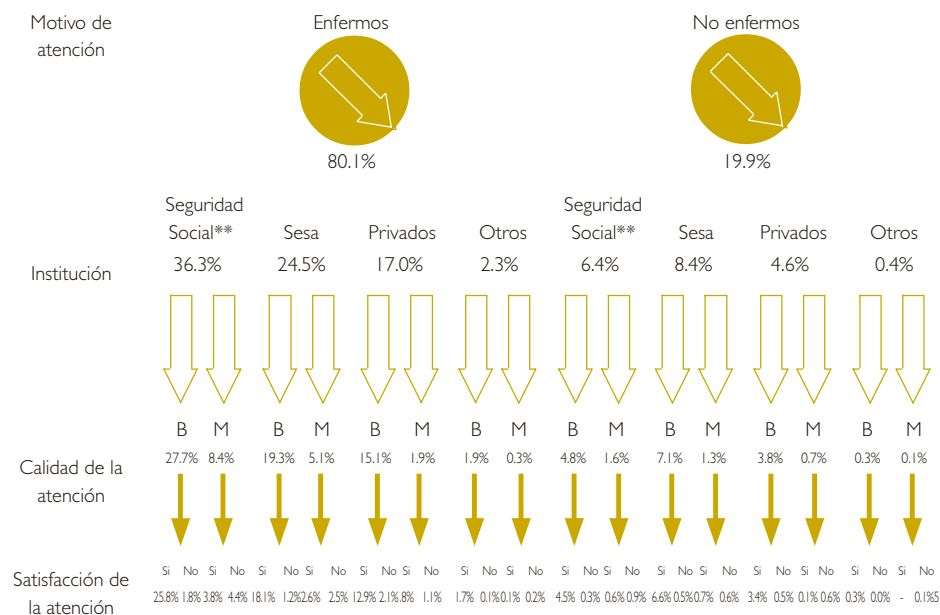 Motivo de
atención
Enfermos
No enfermos
80.1%
19.9%
Institución
Seguridad
Social** Sesa Privados Otros
Seguridad
Social** Sesa Privados Otros
36.3% 24.5% 17.0% 2.3% 6.4% 8.4% 4.6% 0.4%
Calidad de la
atención
B M B M B M B M B M B M B M B M
27.7% 8.4% 19.3% 5.1% 15.1% 1.9% 1.9% 0.3% 4.8% 1.6% 7.1% 1.3% 3.8% 0.7% 0.3% 0.1%
Satisfacción de
la atención
Si No Si No Si No Si No Si No Si No Si No Si No Si No Si No Si No Si No Si No Si No Si No Si No
25.8% 1.8% 3.8% 4.4% 18.1% 1.2% 2.6% 2.5% 12.9% 2.1% .8% 1.1% 1.7% 0.1% 0.1% 0.2% 4.5% 0.3% 0.6% 0.9% 6.6% 0.5% 0.7% 0.6% 3.4% 0.5% 0.1% 0.6% 0.3% 0.0% - 0.1%5